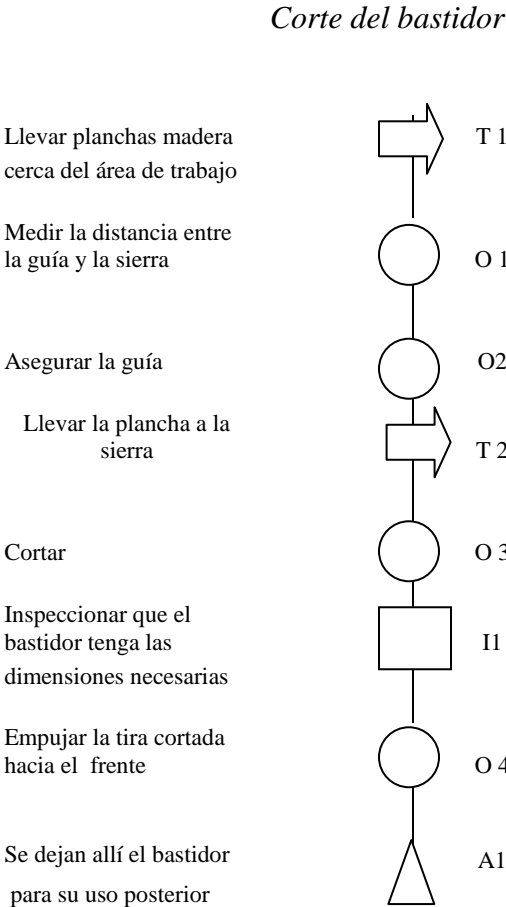 Corte del bastidor
Llevar planchas madera
cerca del área de trabajo
T 1
Medir la distancia entre
la guía y la sierra
O 1
Asegurar la guía
O2
Llevar la plancha a la
sierra
T 2
Cortar
O 3
Inspeccionar que el
bastidor tenga las
dimensiones necesarias
I1
Empujar la tira cortada
hacia el frente
O 4
Se dejan allí el bastidor
para su uso posterior
A1